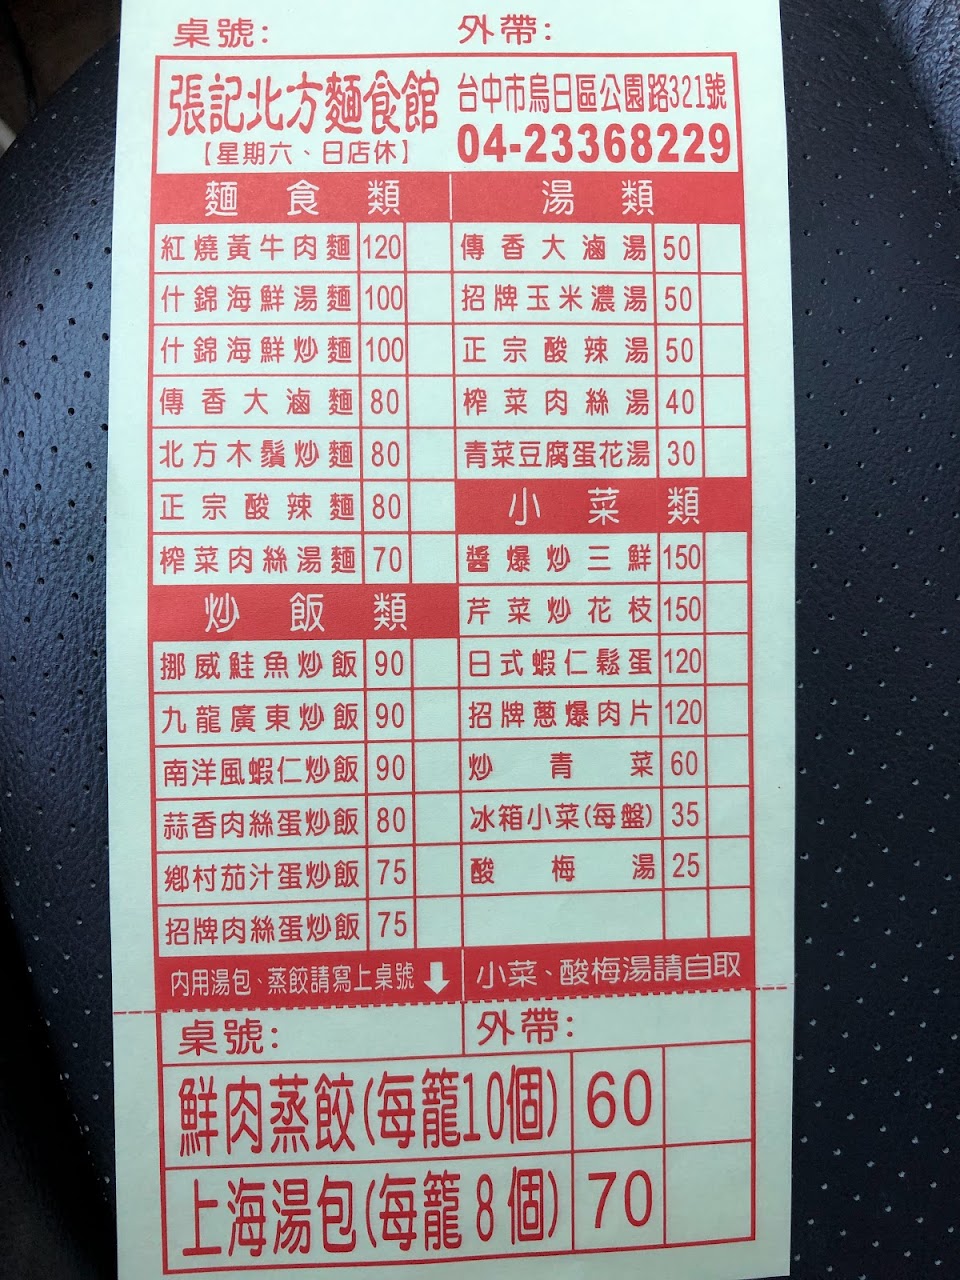 桌號: 外帶:
張記北方麵食館 台中市烏日區公園路321號
【星期六、日店休】 04-23368229
麵食類 湯類
紅燒黃牛肉麵 120 傳香大滷湯 50
什錦海鮮湯麵 100 招牌玉米濃湯 50
什錦海鮮炒麵 100 正宗酸辣湯 50
傳香大滷麵 80 榨菜肉絲湯 40
北方木鬚炒麵 80 青菜豆腐蛋花湯 30
正宗酸辣麵 80 小菜類
榨菜肉絲湯麵 70 醬爆炒三鮮 150
炒飯類 芹菜炒花枝 150
挪威鮭魚炒飯 90 日式蝦仁鬆蛋 120
九龍廣東炒飯 90 招牌蔥爆肉片 120
南洋風蝦仁炒飯 90 炒青菜 60
蒜香肉絲蛋炒飯 80 冰箱小菜(每盤) 35
鄉村茄汁蛋炒飯 75 酸梅湯 25
招牌肉絲蛋炒飯 75
內用湯包、蒸餃請寫上桌號 小菜、酸梅湯請自取
桌號: 外帶:
鮮肉蒸餃(每籠10個) 60
上海湯包(每籠8個) 70